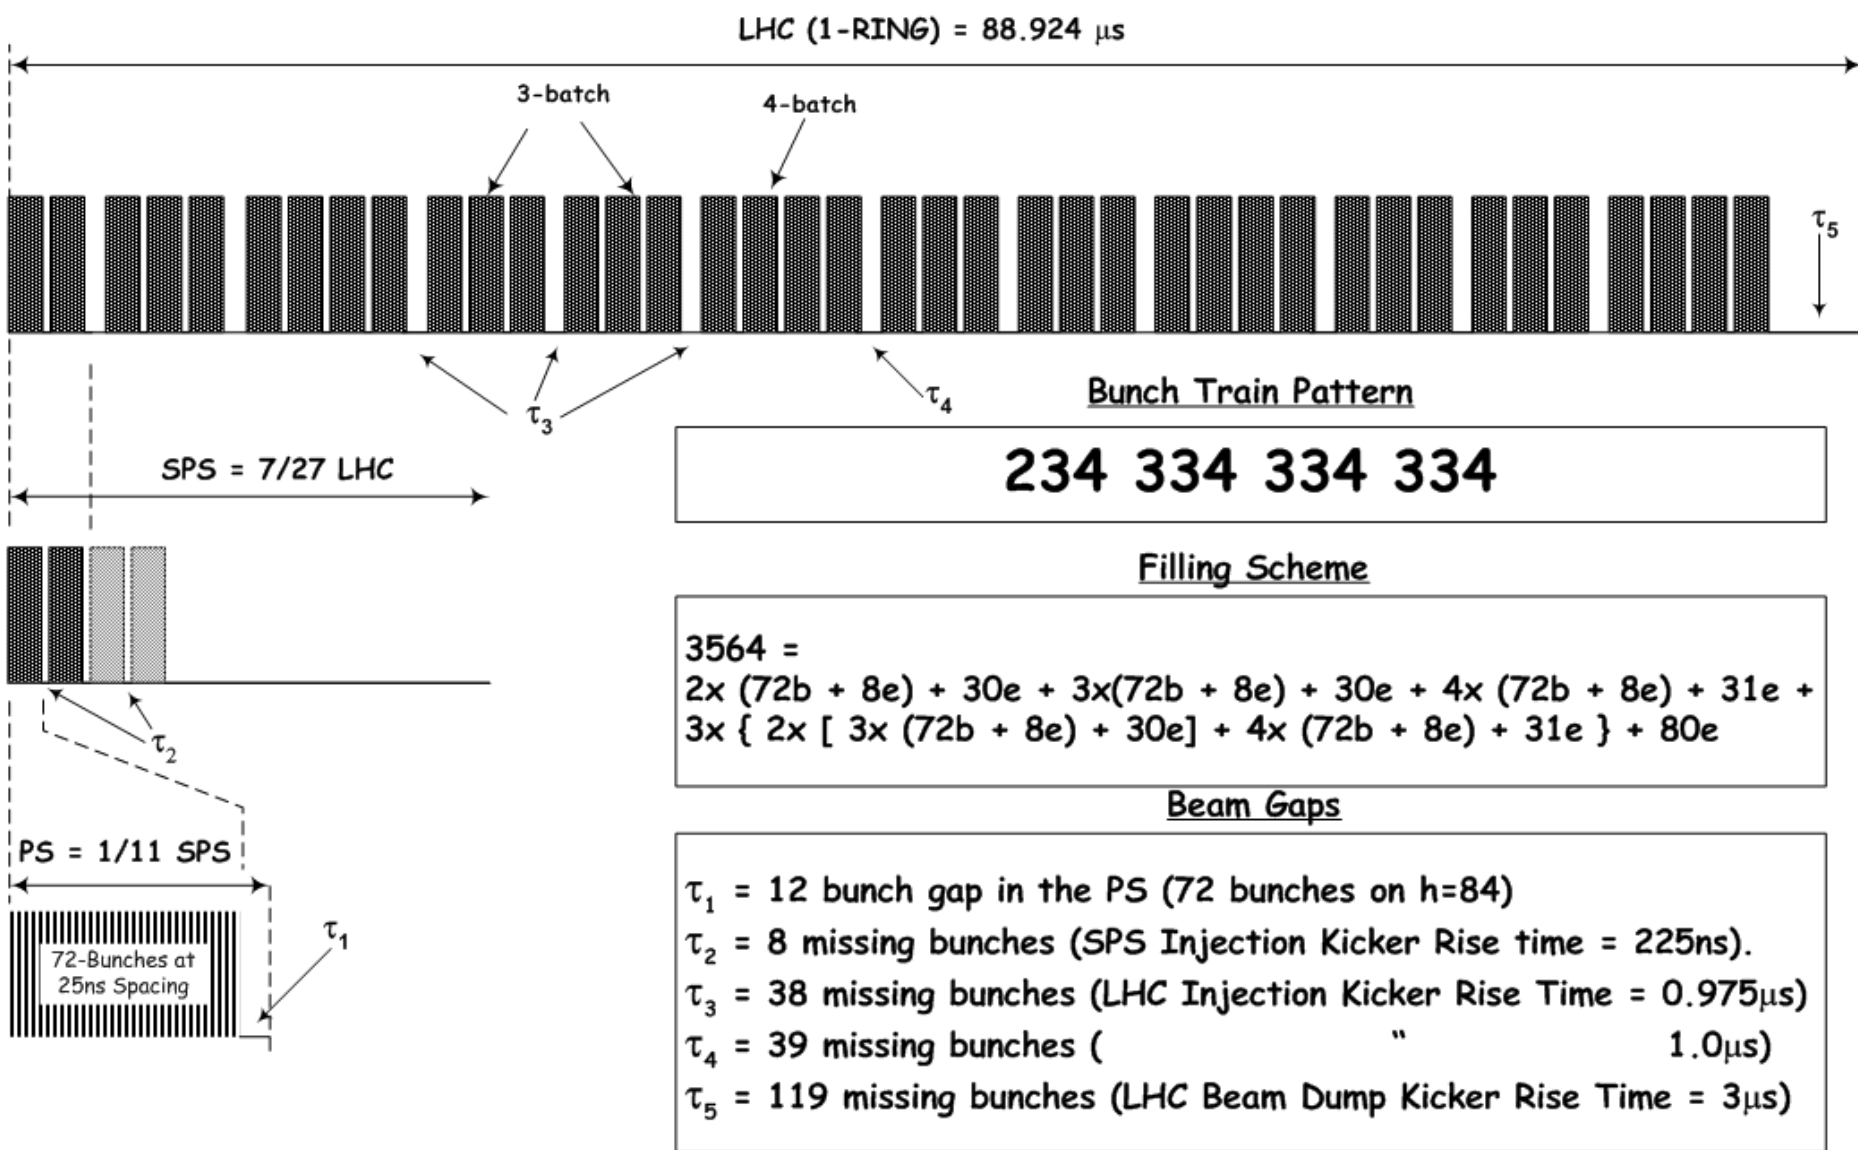 LHC (1-RING) = 88.924 μs
3-batch
4-batch
τ5
τ3
τ4
Bunch Train Pattern
234 334 334 334
SPS = 7/27 LHC
Filling Scheme
3564 =
2x (72b + 8e) + 30e + 3x(72b + 8e) + 30e + 4x (72b + 8e) + 31e +
3x { 2x [ 3x (72b + 8e) + 30e] + 4x (72b + 8e) + 31e } + 80e
τ2
Beam Gaps
PS = 1/11 SPS
τ1
72-Bunches at
25ns Spacing
τ1 = 12 bunch gap in the PS (72 bunches on h=84)
τ2 = 8 missing bunches (SPS Injection Kicker Rise time = 225ns).
τ3 = 38 missing bunches (LHC Injection Kicker Rise Time = 0.975μs)
τ4 = 39 missing bunches ( “ 1.0μs)
τ5 = 119 missing bunches (LHC Beam Dump Kicker Rise Time = 3μs)